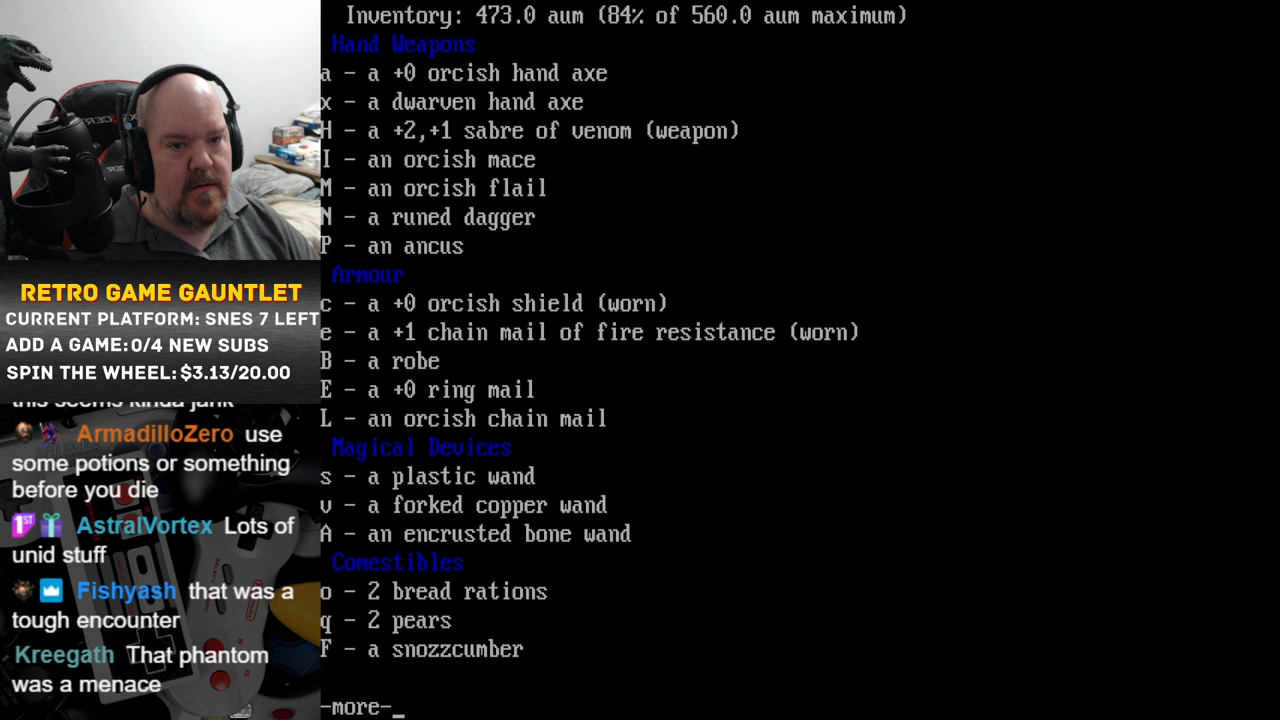 Inventory: 473.0 aum (84% of 560.0 aum maximum)
Hand Weapons
a - a +0 orcish hand axe
x - a dwarven hand axe
H - a +2,+1 sabre of venom (weapon)
I - an orcish mace
M - an orcish flail
N - a runed dagger
P - an ancus
Armour
c - a +0 orcish shield (worn)
e - a +1 chain mail of fire resistance (worn)
B - a robe
E - a +0 ring mail
L - an orcish chain mail
Magical Devices
s - a plastic wand
v - a forked copper wand
A - an encrusted bone wand
Comestibles
o - 2 bread rations
q - 2 pears
F - a snozzcumber
-more-_
RETRO GAME GAUNTLET
CURRENT PLATFORM: SNES 7 LEFT
ADD A GAME: 0/4 NEW SUBS
SPIN THE WHEEL: $3.13/20.00
this seems kinda jank
ArmadilloZero use
some potions or something
before you die
1ST AstralVortex Lots of
unid stuff
Fishyash that was a
tough encounter
Kreegath That phantom
was a menace